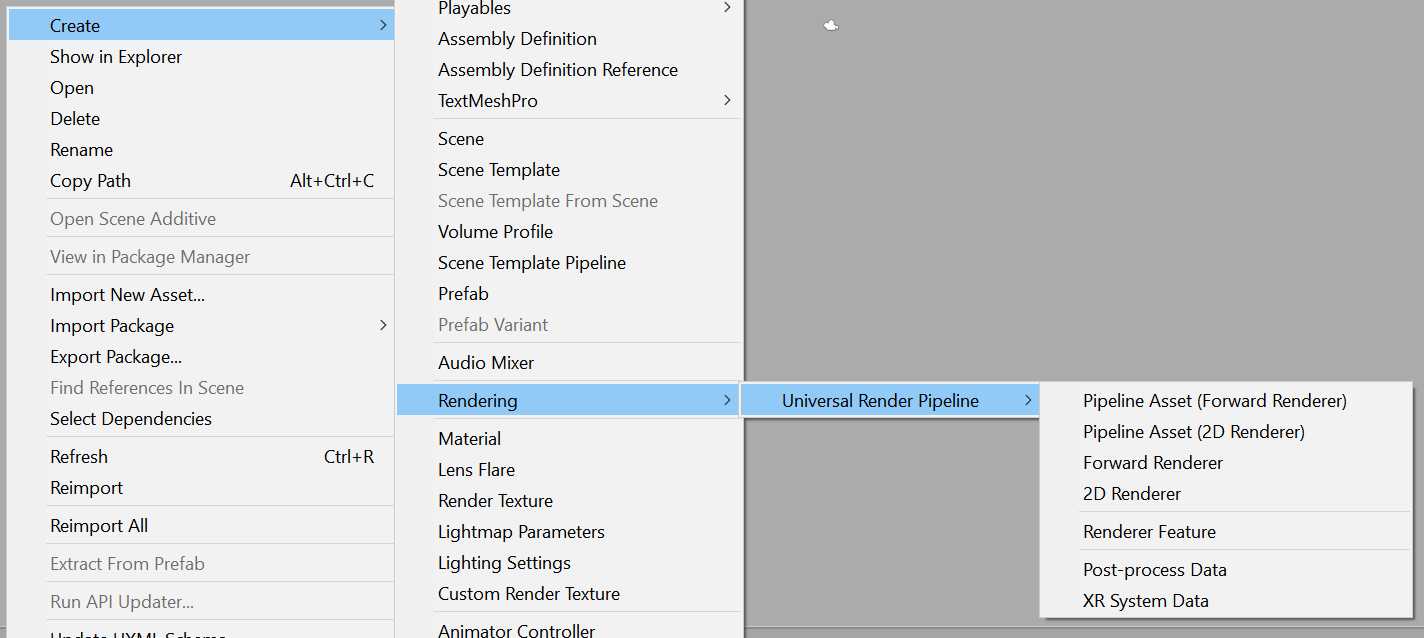 Create
Show in Explorer
Open
Delete
Rename
Copy Path Alt+Ctrl+C
Open Scene Additive
View in Package Manager
Import New Asset...
Import Package
Export Package...
Find References In Scene
Select Dependencies
Refresh Ctrl+R
Reimport
Reimport All
Extract From Prefab
Run API Updater...
Update UXML Schema
Playables
Assembly Definition
Assembly Definition Reference
TextMeshPro
Scene
Scene Template
Scene Template From Scene
Volume Profile
Scene Template Pipeline
Prefab
Prefab Variant
Audio Mixer
Rendering
Material
Lens Flare
Render Texture
Lightmap Parameters
Lighting Settings
Custom Render Texture
Animator Controller
Universal Render Pipeline
Pipeline Asset (Forward Renderer)
Pipeline Asset (2D Renderer)
Forward Renderer
2D Renderer
Renderer Feature
Post-process Data
XR System Data